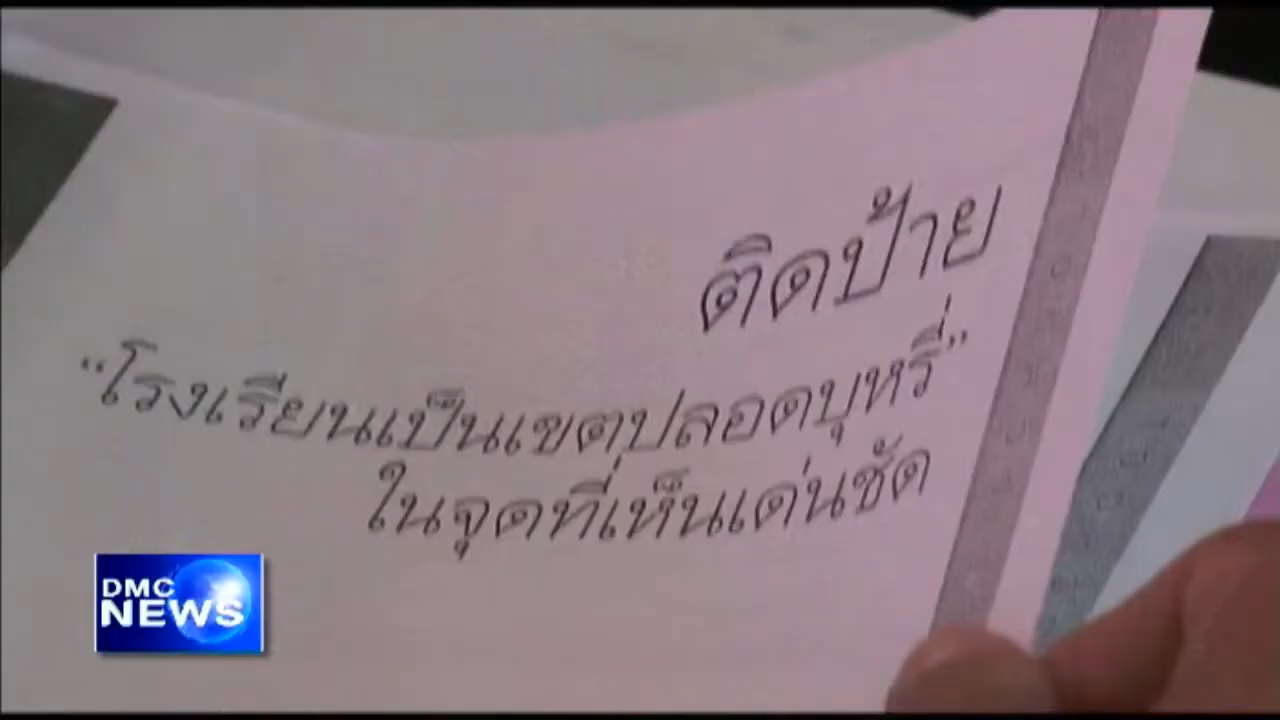 ติดป้าย
“โรงเรียนเป็นเขตปลอดบุหรี่”
ในจุดที่เห็นเด่นชัด
DMC
NEWS